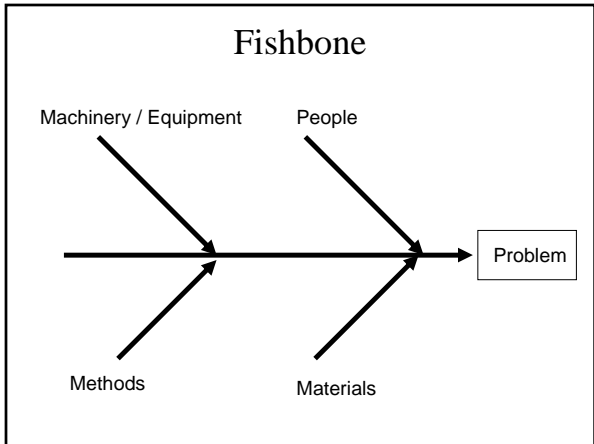 Fishbone
Machinery / Equipment
People
Problem
Methods
Materials